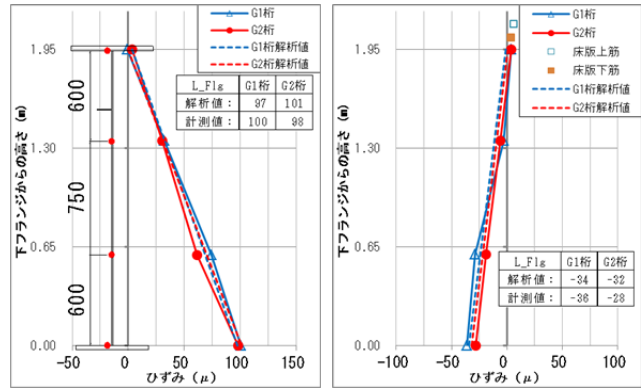 G1桁
G2桁
G1桁解析値
G2桁解析値
L_Flg G1桁 G2桁
解析値： 97 101
計測値： 100 98
下フランジからの高さ (m)
1.95
1.30
0.65
0.00
600
750
600
-50 0 50 100 150
ひずみ (μ)
G1桁
G2桁
床版上筋
床版下筋
G1桁解析値
G2桁解析値
L_Flg G1桁 G2桁
解析値： -34 -32
計測値： -36 -28
下フランジからの高さ (m)
1.95
1.30
0.65
0.00
-100 -50 0 50 100
ひずみ (μ)